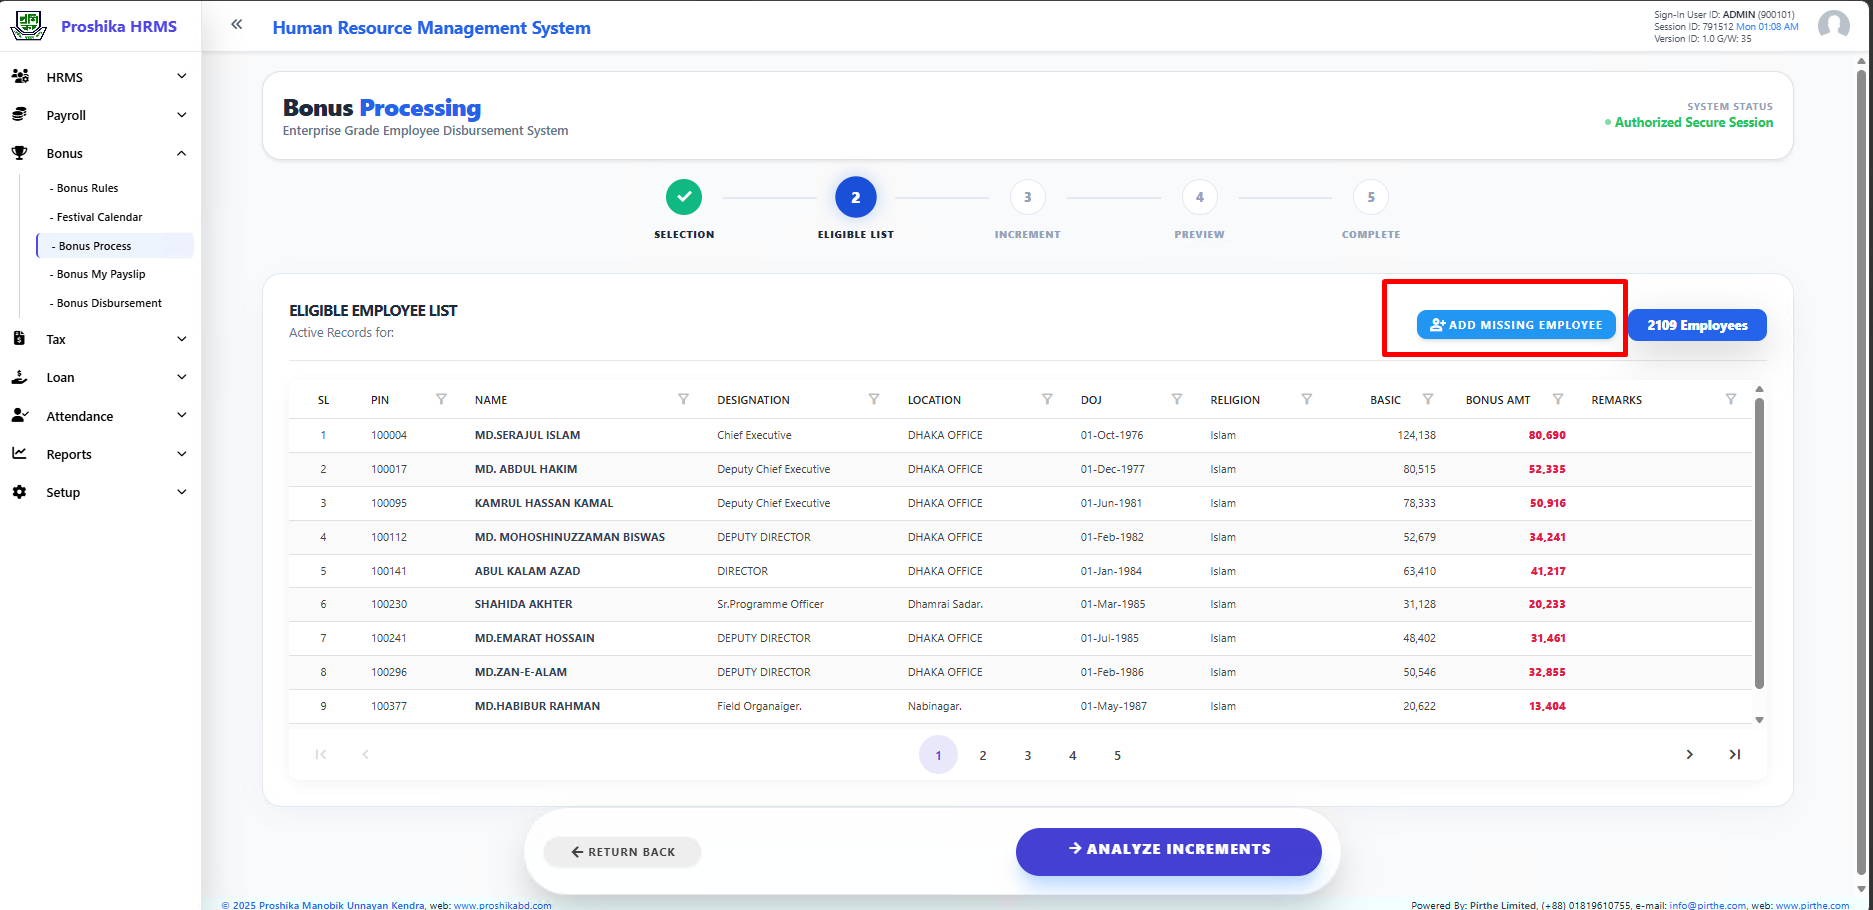 Proshika HRMS
Human Resource Management System
Sign-In User ID: ADMIN (900101)
Session ID: 791512 Mon 01:08 AM
Version ID: 1.0 G/W: 35
HRMS
Payroll
Bonus
- Bonus Rules
- Festival Calendar
- Bonus Process
- Bonus My Payslip
- Bonus Disbursement
Tax
Loan
Attendance
Reports
Setup
Bonus Processing
Enterprise Grade Employee Disbursement System
SYSTEM STATUS
Authorized Secure Session
2 3 4 5
SELECTION ELIGIBLE LIST INCREMENT PREVIEW COMPLETE
ELIGIBLE EMPLOYEE LIST
Active Records for:
ADD MISSING EMPLOYEE
2109 Employees
SL PIN NAME DESIGNATION LOCATION DOJ RELIGION BASIC BONUS AMT REMARKS
1 100004 MD.SERAJUL ISLAM Chief Executive DHAKA OFFICE 01-Oct-1976 Islam 124,138 80,690
2 100017 MD. ABDUL HAKIM Deputy Chief Executive DHAKA OFFICE 01-Dec-1977 Islam 80,515 52,335
3 100095 KAMRUL HASSAN KAMAL Deputy Chief Executive DHAKA OFFICE 01-Jun-1981 Islam 78,333 50,916
4 100112 MD. MOHOSHINUZZAMAN BISWAS DEPUTY DIRECTOR DHAKA OFFICE 01-Feb-1982 Islam 52,679 34,241
5 100141 ABUL KALAM AZAD DIRECTOR DHAKA OFFICE 01-Jan-1984 Islam 63,410 41,217
6 100230 SHAHIDA AKHTER Sr.Programme Officer Dhamrai Sadar. 01-Mar-1985 Islam 31,128 20,233
7 100241 MD.EMARAT HOSSAIN DEPUTY DIRECTOR DHAKA OFFICE 01-Jul-1985 Islam 48,402 31,461
8 100296 MD.ZAN-E-ALAM DEPUTY DIRECTOR DHAKA OFFICE 01-Feb-1986 Islam 50,546 32,855
9 100377 MD.HABIBUR RAHMAN Field Organaiger. Nabinagar. 01-May-1987 Islam 20,622 13,404
1 2 3 4 5
RETURN BACK
ANALYZE INCREMENTS
© 2025 Proshika Manobik Unnayan Kendra, web: www.proshikabd.com
Powered By: Pirthe Limited, (+88) 01819610755, e-mail: info@pirthe.com, web: www.pirthe.com